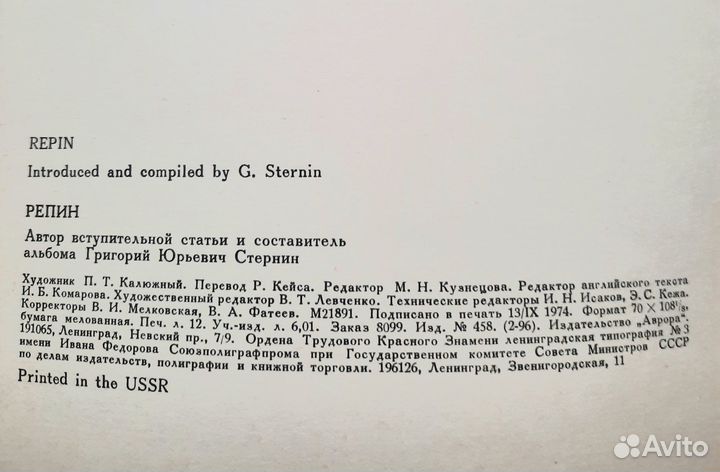 REPIN
Introduced and compiled by G. Sternin
РЕПИН
Автор вступительной статьи и составитель
альбома Григорий Юрьевич Стернин
Художник П. Т. Калюжный. Перевод Р. Кейса. Редактор М. Н. Кузнецова. Редактор английского текста
И. Б. Комарова. Художественный редактор В. Т. Левченко. Технические редакторы И. Н. Исаков, Э. С. Кежа.
Корректоры В. И. Мелковская, В. А. Фатеев. М21891. Подписано в печать 13/IX 1974. Формат 70 × 108¹/₈,
бумага мелованная. Печ. л. 12. Уч.-изд. л. 6,01. Заказ 8099. Изд. № 458. (2-96). Издательство „Аврора".
191065, Ленинград, Невский пр., 7/9. Ордена Трудового Красного Знамени ленинградская типография № 3
имени Ивана Федорова Союзполиграфпрома при Государственном комитете Совета Министров СССР
по делам издательств, полиграфии и книжной торговли. 196126, Ленинград, Звенигородская, 11
Printed in the USSR
Avito